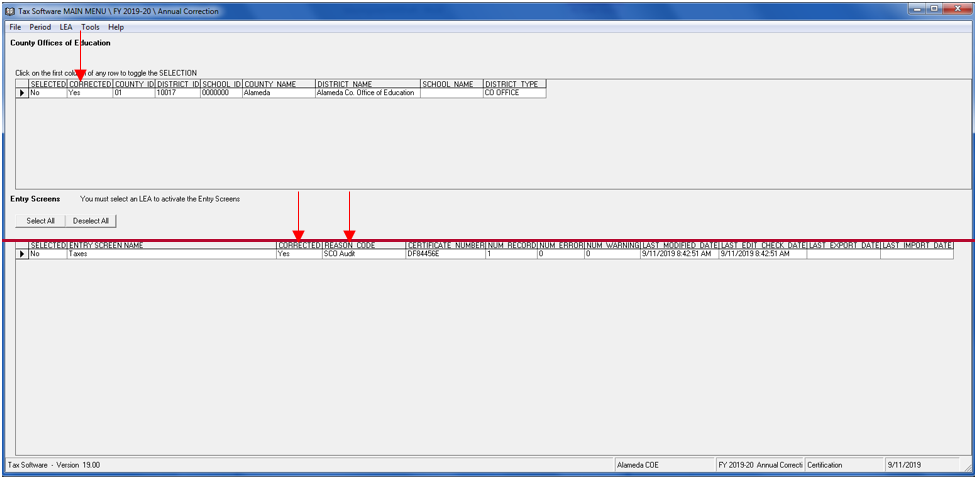 Tax Software MAIN MENU \ FY 2019-20 \ Annual Correction
File Period LEA Tools Help
County Offices of Education
Click on the first column of any row to toggle the SELECTION
SELECTED CORRECTED COUNTY_ID DISTRICT_ID SCHOOL_ID COUNTY_NAME DISTRICT_NAME SCHOOL_NAME DISTRICT_TYPE
No Yes 01 10017 0000000 Alameda Alameda Co. Office of Education CO OFFICE
Entry Screens You must select an LEA to activate the Entry Screens
Select All Deselect All
SELECTED ENTRY SCREEN NAME CORRECTED REASON_CODE CERTIFICATE_NUMBER NUM_RECORD NUM_ERROR NUM_WARNING LAST_MODIFIED_DATE LAST_EDIT_CHECK_DATE LAST_EXPORT_DATE LAST_IMPORT_DATE
No Taxes Yes SCO Audit DF84456E 1 0 0 9/11/2019 8:42:51 AM 9/11/2019 8:42:51 AM
Tax Software - Version 19.00 Alameda COE FY 2019-20 Annual Correcti Certification 9/11/2019